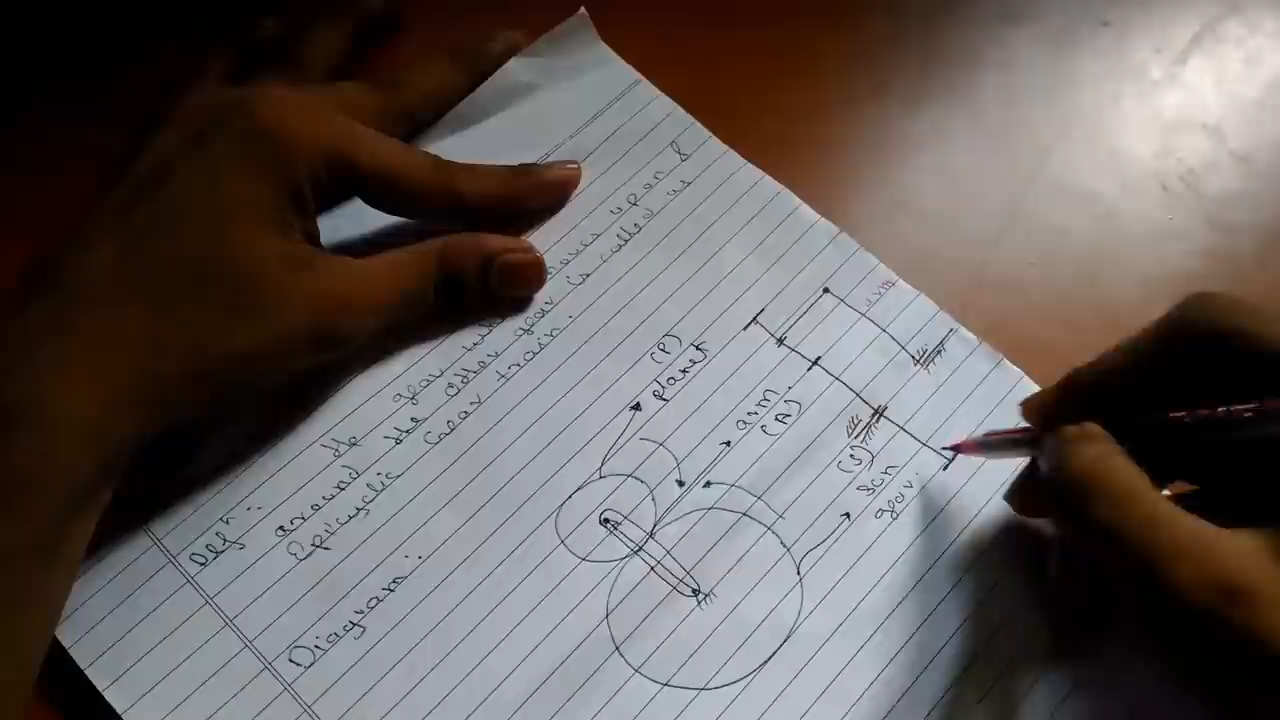 Defn: the gear which moves upon &
around the other gear is called as
Epicyclic Gear train.
Diagram:
(P)
planet
arm.
(A)
arm
(S)
Sun
gear.